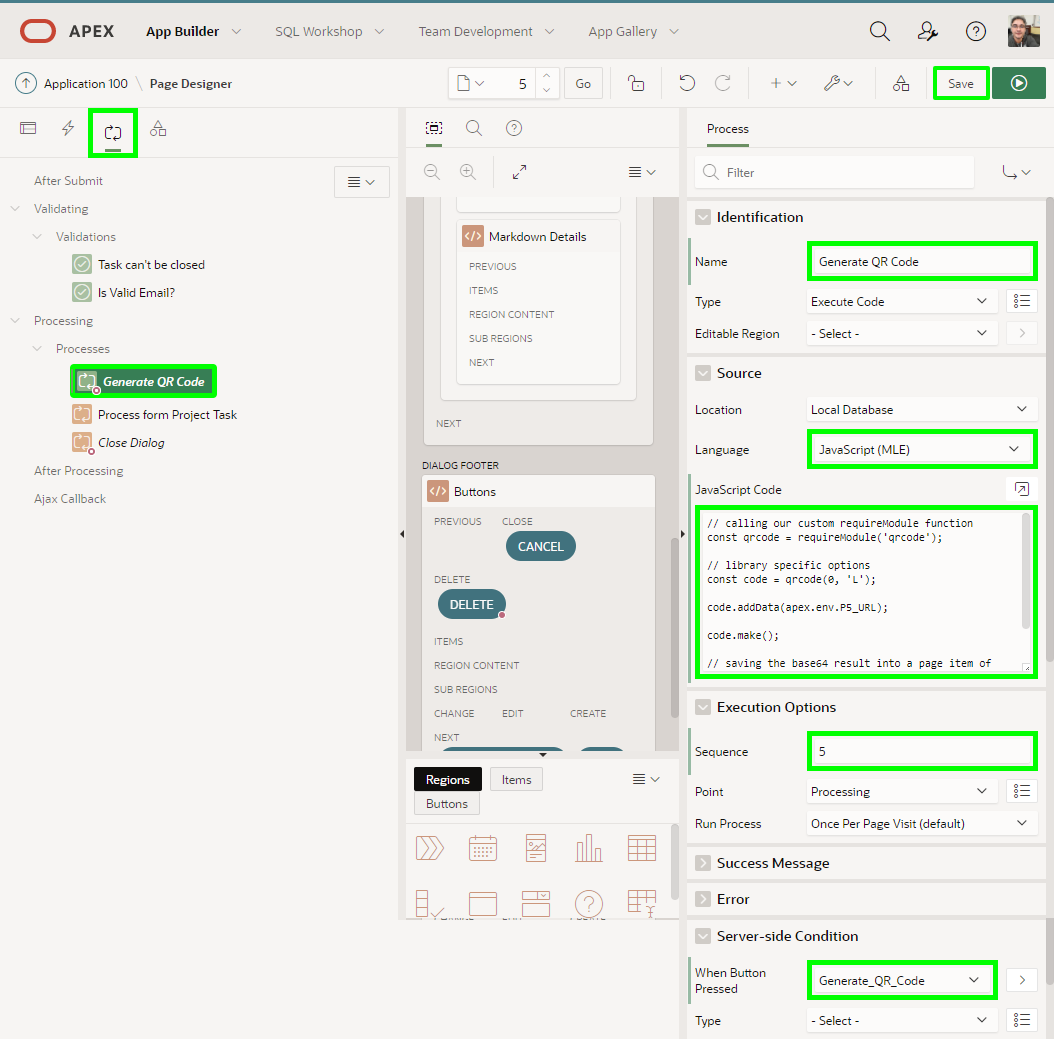 APEX App Builder SQL Workshop Team Development App Gallery
Application 100 \ Page Designer 5 Go Save
After Submit
Validating
Validations
Task can't be closed
Is Valid Email?
Processing
Processes
Generate QR Code
Process form Project Task
Close Dialog
After Processing
Ajax Callback
Markdown Details
PREVIOUS
ITEMS
REGION CONTENT
SUB REGIONS
NEXT
NEXT
DIALOG FOOTER
Buttons
PREVIOUS CLOSE
CANCEL
DELETE
DELETE
ITEMS
REGION CONTENT
SUB REGIONS
CHANGE EDIT CREATE
NEXT
Regions Items
Buttons
Process
Filter
Identification
Name Generate QR Code
Type Execute Code
Editable Region - Select -
Source
Location Local Database
Language JavaScript (MLE)
JavaScript Code
// calling our custom requireModule function
const qrcode = requireModule('qrcode');
// library specific options
const code = qrcode(0, 'L');
code.addData(apex.env.P5_URL);
code.make();
// saving the base64 result into a page item of
Execution Options
Sequence 5
Point Processing
Run Process Once Per Page Visit (default)
Success Message
Error
Server-side Condition
When Button
Pressed Generate_QR_Code
Type - Select -